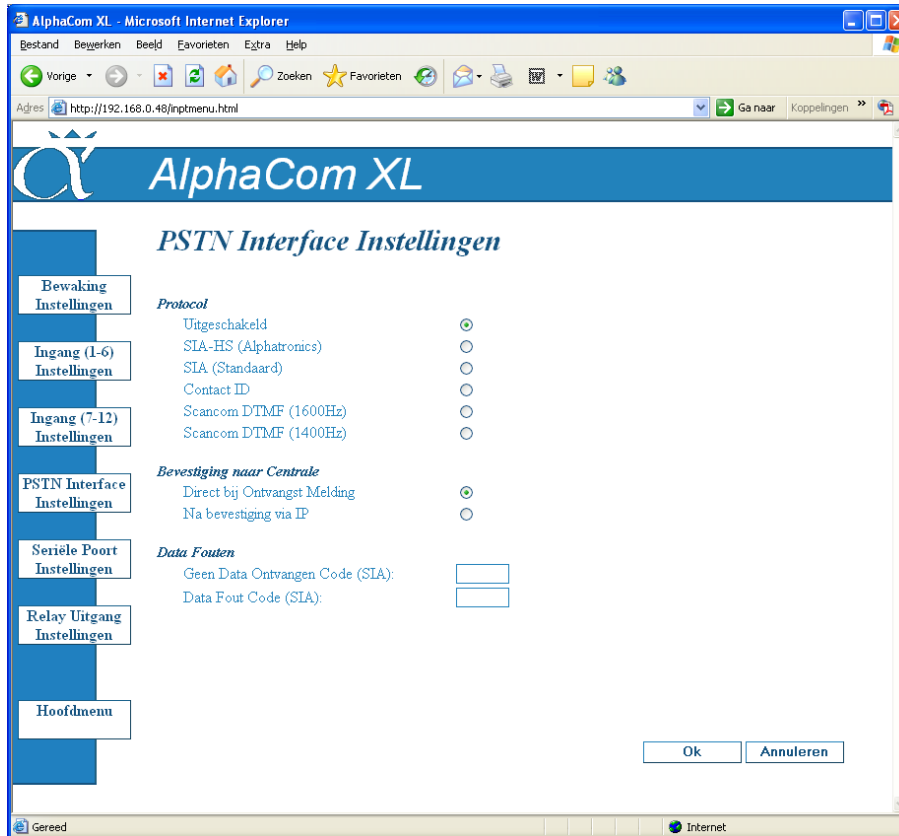 AlphaCom XL - Microsoft Internet Explorer
Bestand Bewerken Beeld Favorieten Extra Help
Vorige Zoeken Favorieten
Adres http://192.168.0.48/inptmenu.html Ga naar Koppelingen »
AlphaCom XL
PSTN Interface Instellingen
Bewaking
Instellingen
Ingang (1-6)
Instellingen
Ingang (7-12)
Instellingen
PSTN Interface
Instellingen
Seriële Poort
Instellingen
Relay Uitgang
Instellingen
Hoofdmenu
Protocol
Uitgeschakeld
SIA-HS (Alphatronics)
SIA (Standaard)
Contact ID
Scancom DTMF (1600Hz)
Scancom DTMF (1400Hz)
Bevestiging naar Centrale
Direct bij Ontvangst Melding
Na bevestiging via IP
Data Fouten
Geen Data Ontvangen Code (SIA):
Data Fout Code (SIA):
Ok Annuleren
Gereed Internet